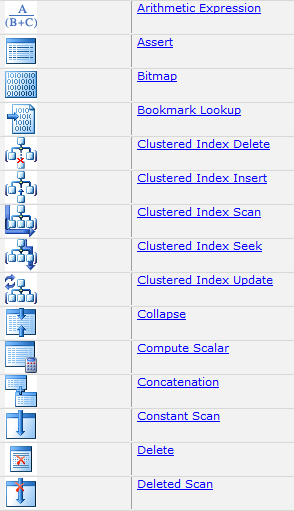 A
(B+C)
Arithmetic Expression
Assert
Bitmap
Bookmark Lookup
Clustered Index Delete
Clustered Index Insert
Clustered Index Scan
Clustered Index Seek
Clustered Index Update
Collapse
Compute Scalar
Concatenation
Constant Scan
Delete
Deleted Scan